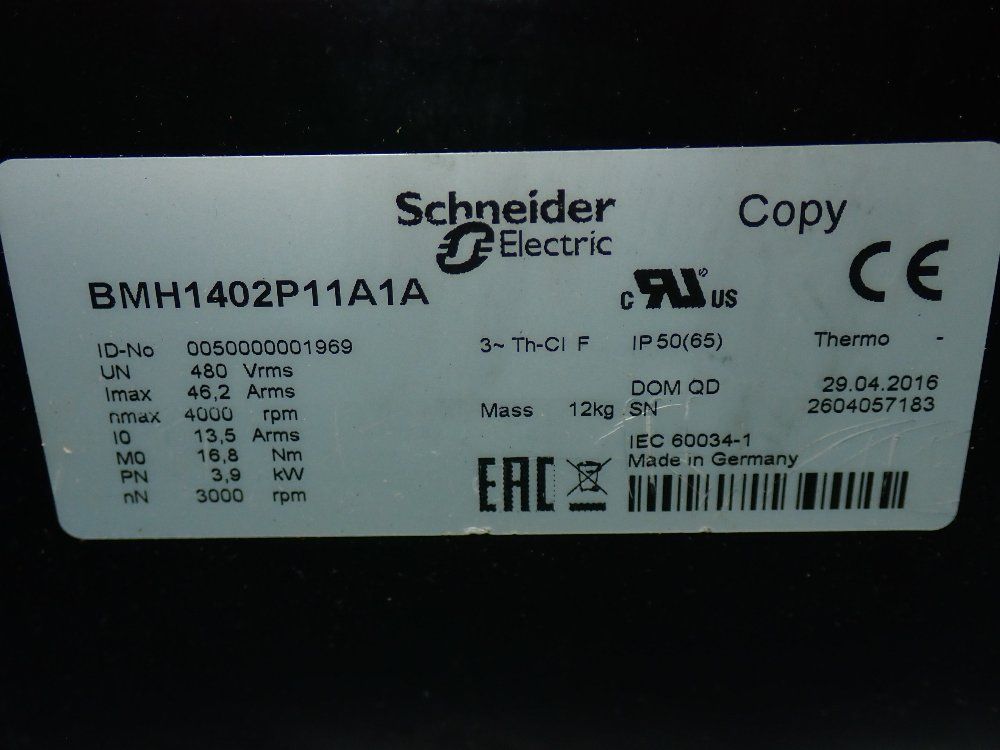 Schneider Electric
Copy
CE
BMH1402P11A1A
c RU US
ID-No 0050000001969 3~ Th-Cl F IP50(65) Thermo -
UN 480 Vrms
Imax 46,2 Arms DOM QD 29.04.2016
nmax 4000 rpm Mass 12kg SN 2604057183
I0 13,5 Arms IEC 60034-1
M0 16,8 Nm Made in Germany
PN 3,9 kW EAC
nN 3000 rpm